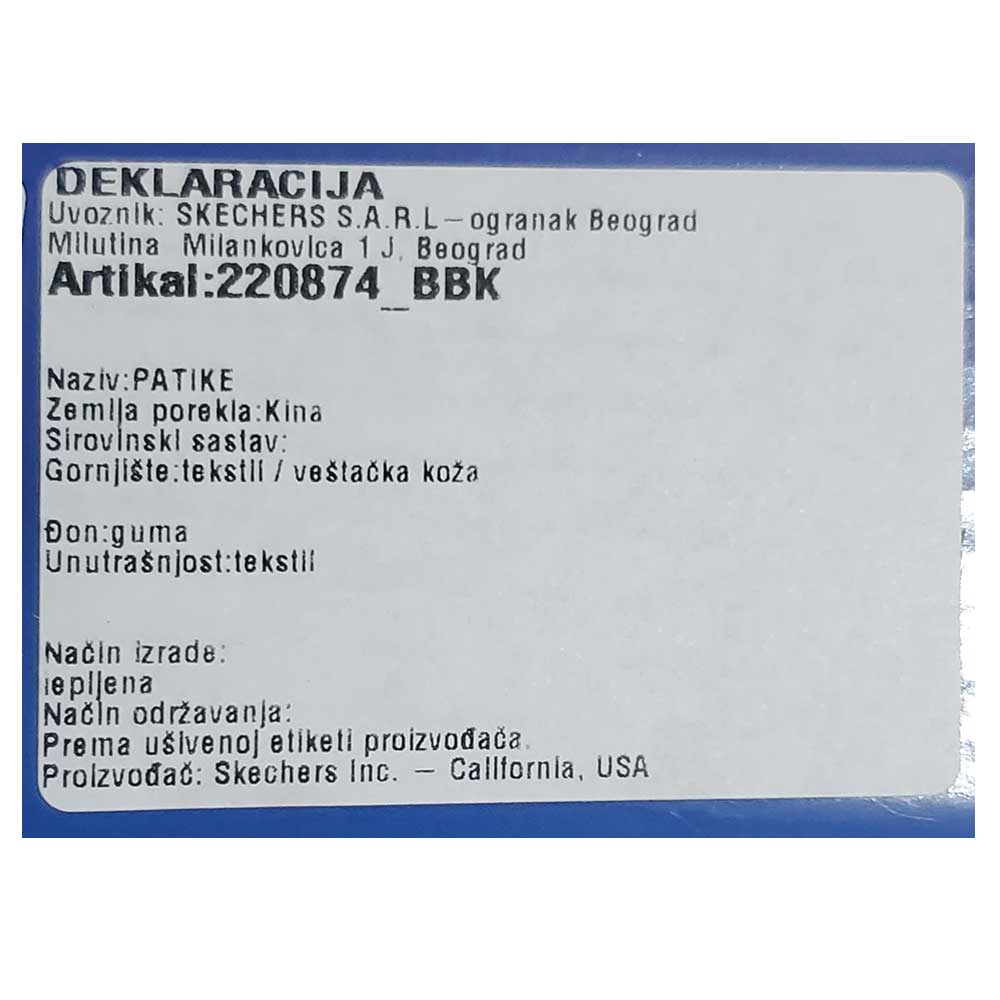 DEKLARACIJA
Uvoznik: SKECHERS S.A.R.L – ogranak Beograd
Milutina Milankovica 1 J, Beograd
Artikal:220874_BBK
Naziv:PATIKE
Zemlja porekla:Kina
Sirovinski sastav:
Gornjište:tekstil / veštačka koža
Đon:guma
Unutrašnjost:tekstil
Način izrade:
lepljena
Način održavanja:
Prema ušivenoj etiketi proizvođača.
Proizvođač: Skechers Inc. – California, USA